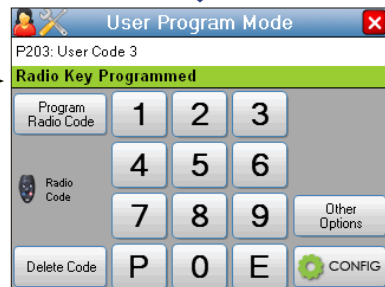 User Program Mode
P203: User Code 3
Radio Key Programmed
Program
Radio Code
1 2 3
4 5 6
Radio
Code
7 8 9
Other
Options
Delete Code
P 0 E
CONFIG